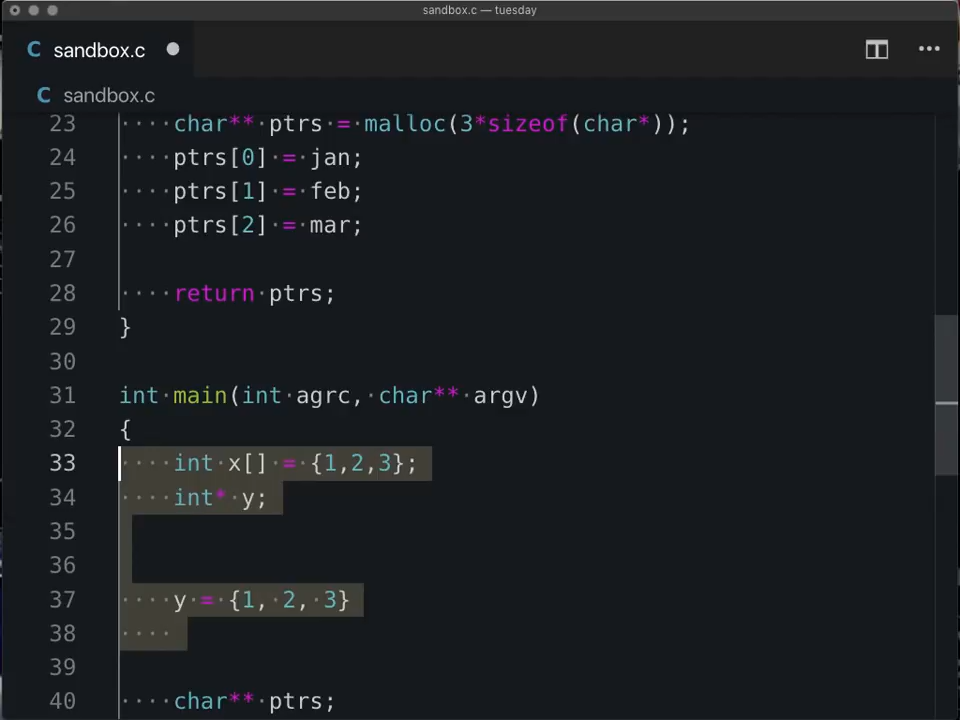 sandbox.c — tuesday
C sandbox.c
C sandbox.c
23 ····char**·ptrs·=·malloc(3*sizeof(char*));
24 ····ptrs[0]·=·jan;
25 ····ptrs[1]·=·feb;
26 ····ptrs[2]·=·mar;
27
28 ····return·ptrs;
29 }
30
31 int·main(int·agrc,·char**·argv)
32 {
33 ····int·x[]·=·{1,2,3};
34 ····int*·y;
35
36
37 ····y·=·{1,·2,·3}
38 ····
39
40 ····char**·ptrs;